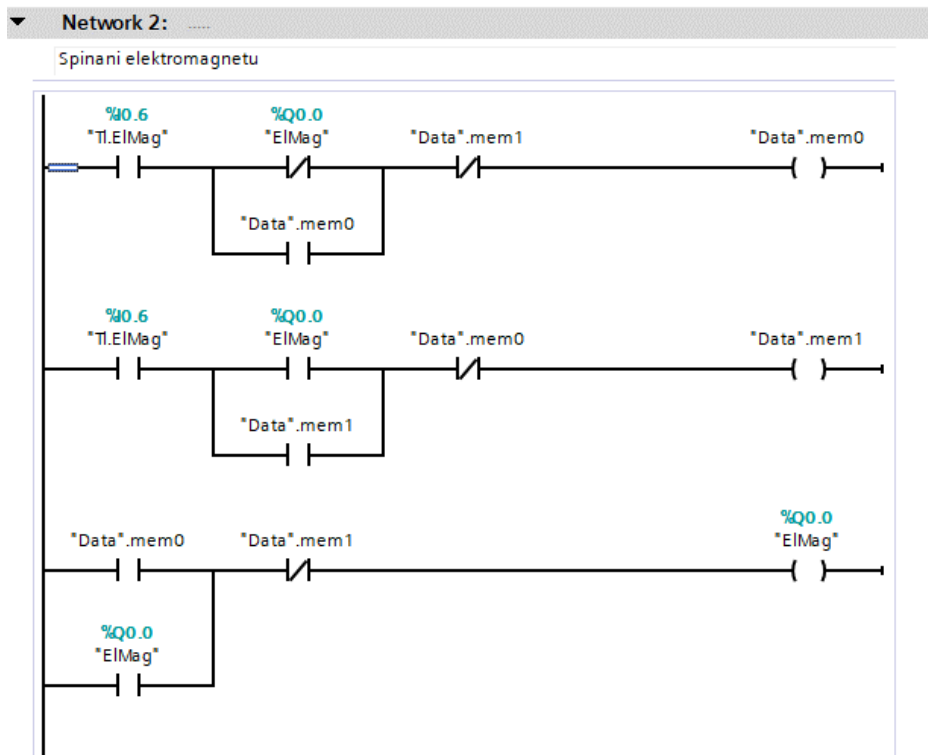 Network 2: .....
Spinani elektromagnetu
%I0.6 %Q0.0
"Tl.ElMag" "ElMag" "Data".mem1 "Data".mem0
"Data".mem0
%I0.6 %Q0.0
"Tl.ElMag" "ElMag" "Data".mem0 "Data".mem1
"Data".mem1
%Q0.0
"Data".mem0 "Data".mem1 "ElMag"
%Q0.0
"ElMag"